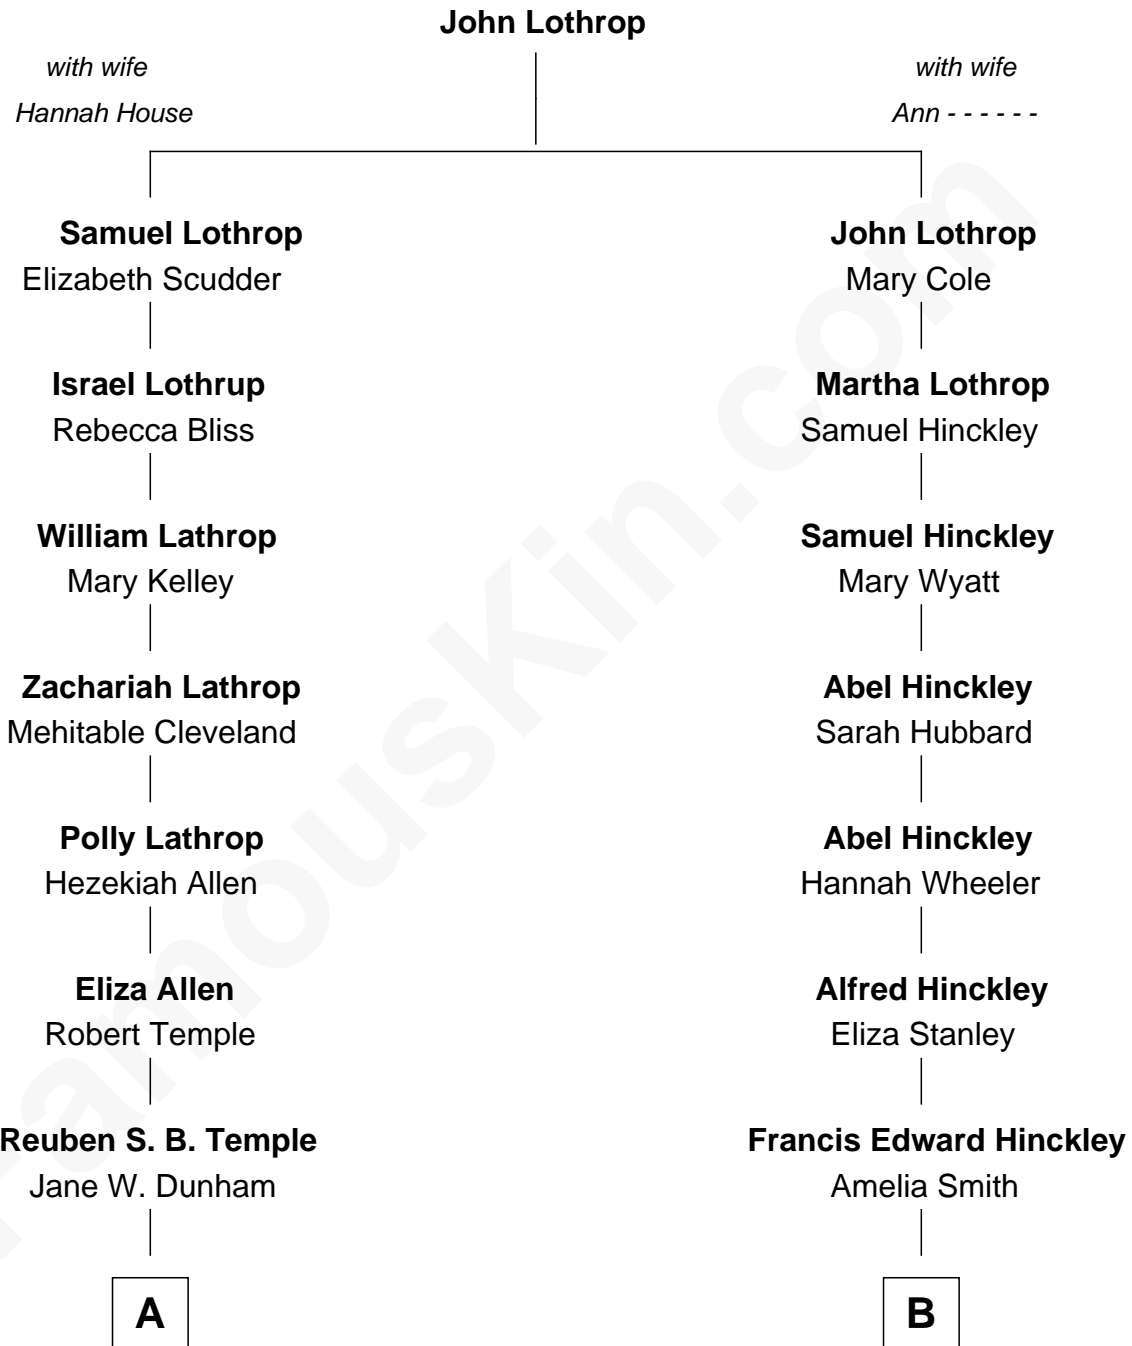 John Lothrop
with wife
Hannah House
with wife
Ann - - - - - -
Samuel Lothrop
Elizabeth Scudder
John Lothrop
Mary Cole
Israel Lothrup
Rebecca Bliss
Martha Lothrop
Samuel Hinckley
William Lathrop
Mary Kelley
Samuel Hinckley
Mary Wyatt
Zachariah Lathrop
Mehitable Cleveland
Abel Hinckley
Sarah Hubbard
Polly Lathrop
Hezekiah Allen
Abel Hinckley
Hannah Wheeler
Eliza Allen
Robert Temple
Alfred Hinckley
Eliza Stanley
Reuben S. B. Temple
Jane W. Dunham
Francis Edward Hinckley
Amelia Smith
A
B
FamousKin.com